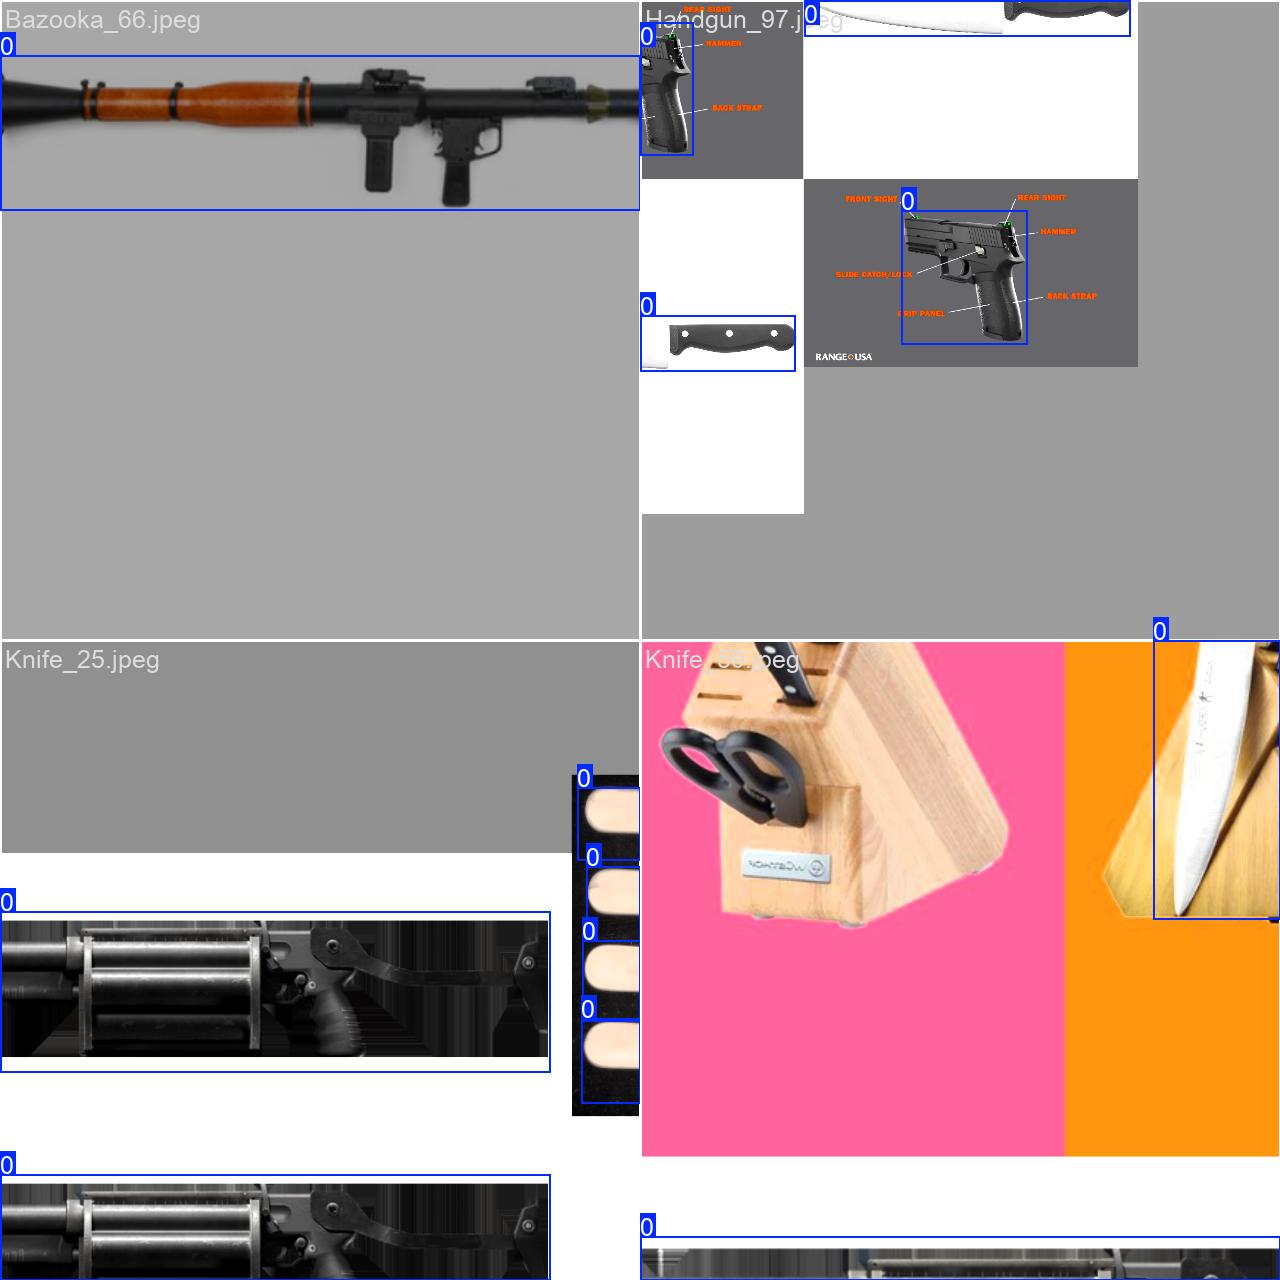 Bazooka_66.jpeg
0
Handgun_97.jpeg
0
REAR SIGHT
0
HAMMER
BACK STRAP
0
FRONT SIGHT
REAR SIGHT
HAMMER
SLIDE CATCH/LOCK
BACK STRAP
GRIP PANEL
RANGE USA
0
Knife_25.jpeg
0
0
0
0
0
0
0
WÜSTHOF
0